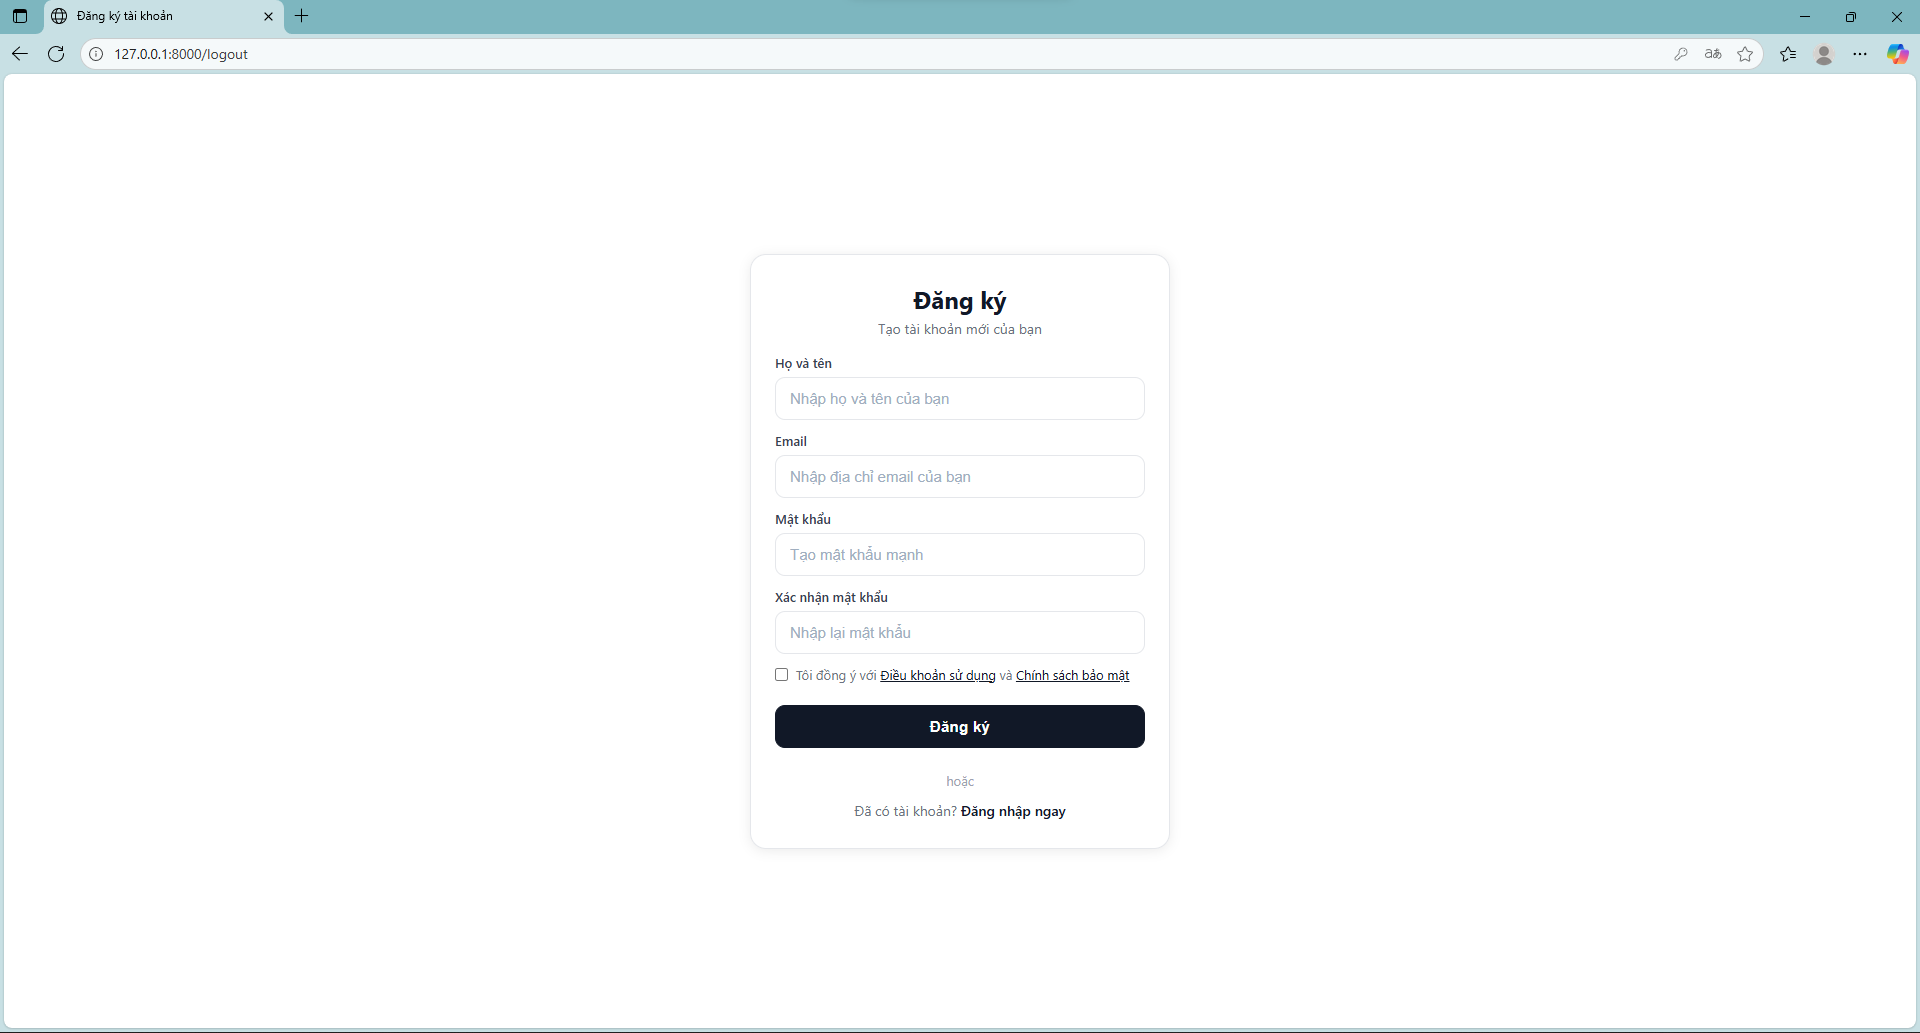 Đăng ký tài khoản
127.0.0.1:8000/logout
aあ
Đăng ký
Tạo tài khoản mới của bạn
Họ và tên
Nhập họ và tên của bạn
Email
Nhập địa chỉ email của bạn
Mật khẩu
Tạo mật khẩu mạnh
Xác nhận mật khẩu
Nhập lại mật khẩu
Tôi đồng ý với Điều khoản sử dụng và Chính sách bảo mật
Đăng ký
hoặc
Đã có tài khoản? Đăng nhập ngay